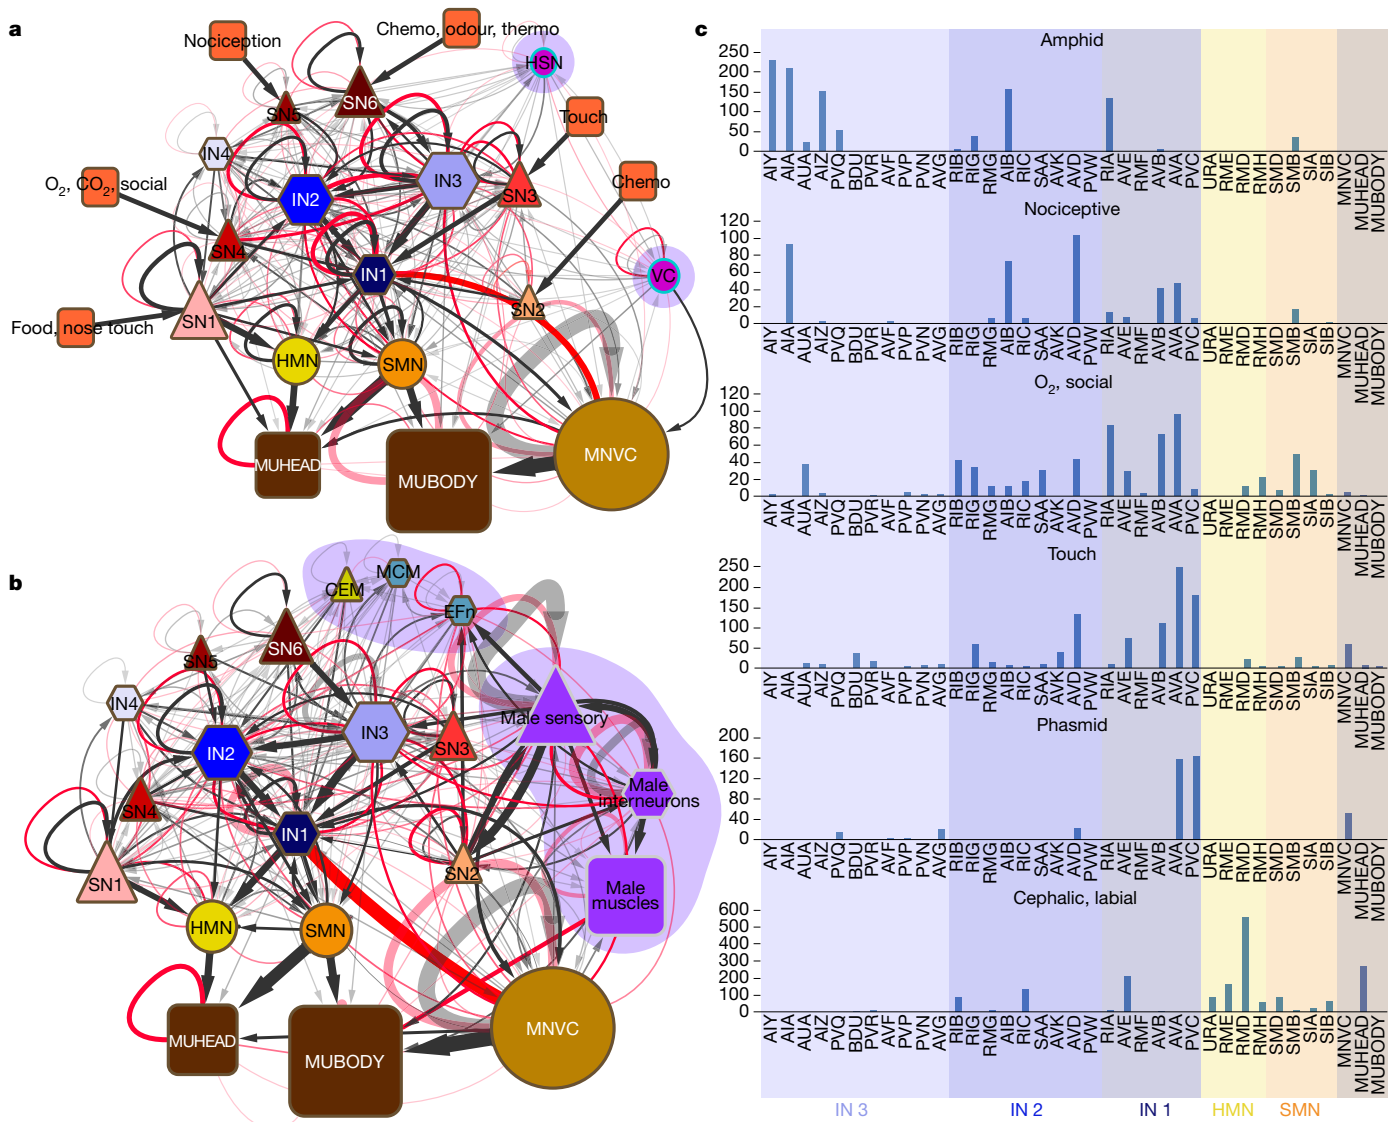 a
Nociception
Chemo, odour, thermo
HSN
SN6
SN5
Touch
IN4
IN3
SN3
Chemo
O2, CO2, social
IN2
SN4
IN1
VC
SN2
SN1
Food, nose touch
HMN
SMN
MNVC
MUHEAD
MUBODY
b
MCM
CEM
EFn
SN6
SN5
IN4
Male sensory
IN3
SN3
IN2
Male
interneurons
SN4
IN1
SN2
SN1
Male
muscles
HMN
SMN
MNVC
MUHEAD
MUBODY
c
Amphid
250
200
150
100
50
0
AIY AIA AUA AIZ PVQ BDU PVR AVF PVP PVN AVG RIB RIG RMG AIB RIC SAA AVK AVD PVW RIA AVE RMF AVB AVA PVC URA RME RMD RMH SMD SMB SIA SIB MNVC MUHEAD MUBODY
Nociceptive
120
100
80
60
40
20
0
AIY AIA AUA AIZ PVQ BDU PVR AVF PVP PVN AVG RIB RIG RMG AIB RIC SAA AVK AVD PVW RIA AVE RMF AVB AVA PVC URA RME RMD RMH SMD SMB SIA SIB MNVC MUHEAD MUBODY
O2, social
120
100
80
60
40
20
0
AIY AIA AUA AIZ PVQ BDU PVR AVF PVP PVN AVG RIB RIG RMG AIB RIC SAA AVK AVD PVW RIA AVE RMF AVB AVA PVC URA RME RMD RMH SMD SMB SIA SIB MNVC MUHEAD MUBODY
Touch
250
200
150
100
50
0
AIY AIA AUA AIZ PVQ BDU PVR AVF PVP PVN AVG RIB RIG RMG AIB RIC SAA AVK AVD PVW RIA AVE RMF AVB AVA PVC URA RME RMD RMH SMD SMB SIA SIB MNVC MUHEAD MUBODY
Phasmid
200
160
120
80
40
0
AIY AIA AUA AIZ PVQ BDU PVR AVF PVP PVN AVG RIB RIG RMG AIB RIC SAA AVK AVD PVW RIA AVE RMF AVB AVA PVC URA RME RMD RMH SMD SMB SIA SIB MNVC MUHEAD MUBODY
Cephalic, labial
600
500
400
300
200
100
0
AIY AIA AUA AIZ PVQ BDU PVR AVF PVP PVN AVG RIB RIG RMG AIB RIC SAA AVK AVD PVW RIA AVE RMF AVB AVA PVC URA RME RMD RMH SMD SMB SIA SIB MNVC MUHEAD MUBODY
IN 3 IN 2 IN 1 HMN SMN